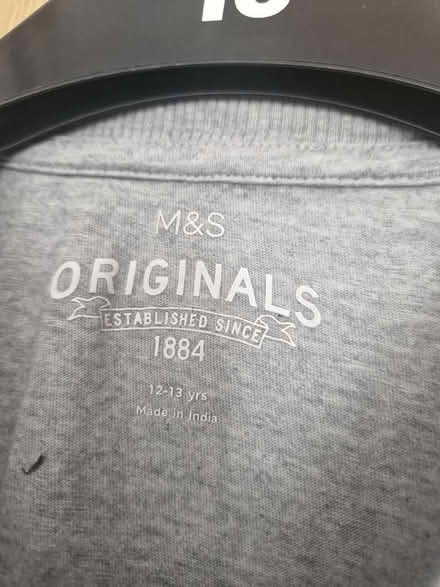 M&S
ORIGINALS
ESTABLISHED SINCE
1884
12-13 yrs
Made in India